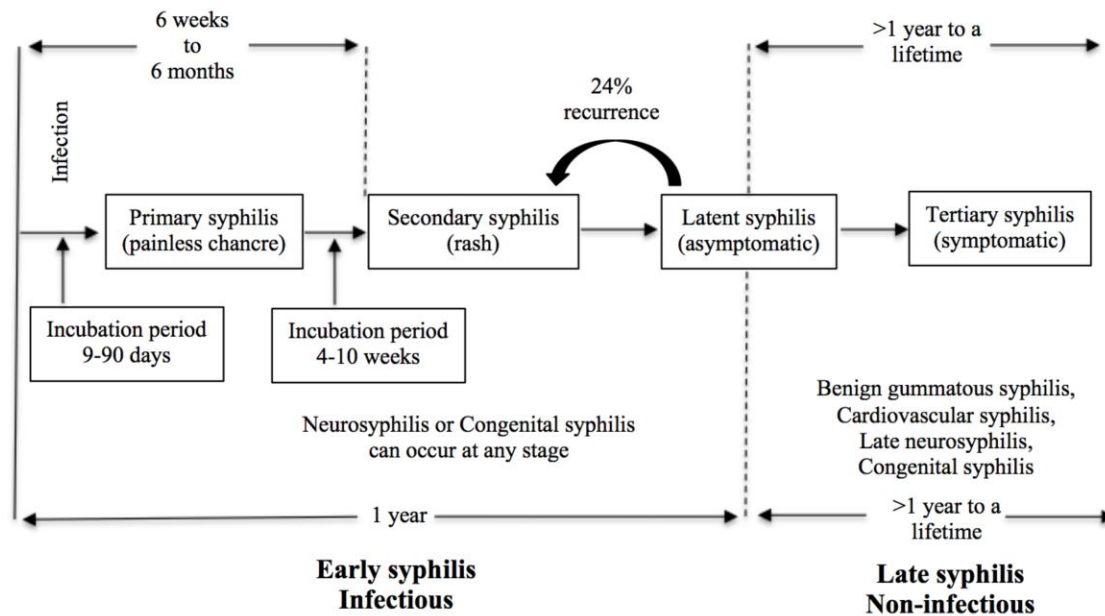 6 weeks
to
6 months
>1 year to a
lifetime
24%
recurrence
Infection
Primary syphilis
(painless chancre)
Secondary syphilis
(rash)
Latent syphilis
(asymptomatic)
Tertiary syphilis
(symptomatic)
Incubation period
9-90 days
Incubation period
4-10 weeks
Neurosyphilis or Congenital syphilis
can occur at any stage
Benign gummatous syphilis,
Cardiovascular syphilis,
Late neurosyphilis,
Congenital syphilis
1 year
>1 year to a
lifetime
Early syphilis
Infectious
Late syphilis
Non-infectious